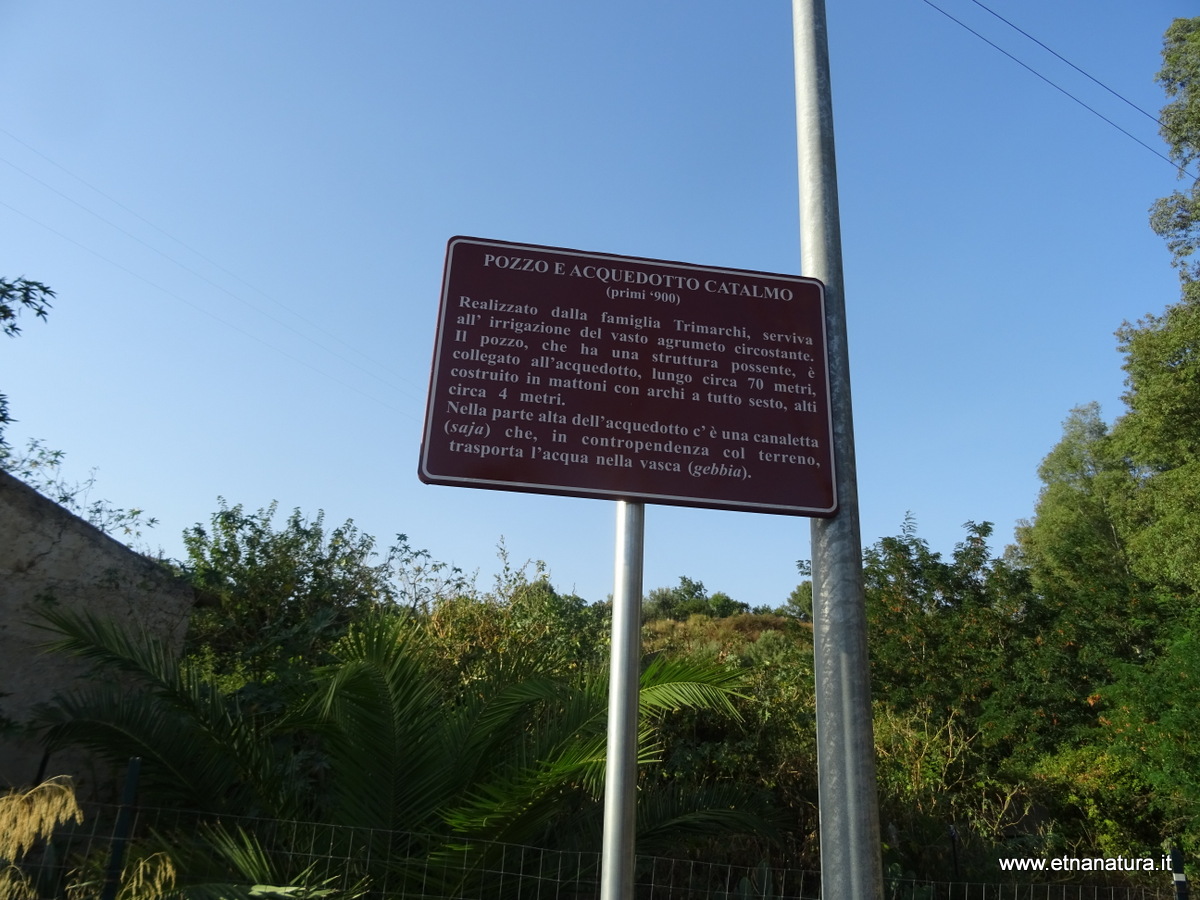 POZZO E ACQUEDOTTO CATALMO
(primi ‘900)
Realizzato dalla famiglia Trimarchi, serviva
all’ irrigazione del vasto agrumeto circostante.
Il pozzo, che ha una struttura possente, è
collegato all’acquedotto, lungo circa 70 metri,
costruito in mattoni con archi a tutto sesto, alti
circa 4 metri.
Nella parte alta dell’acquedotto c’ è una canaletta
(saja) che, in contropendenza col terreno,
trasporta l’acqua nella vasca (gebbia).
www.etnanatura.it